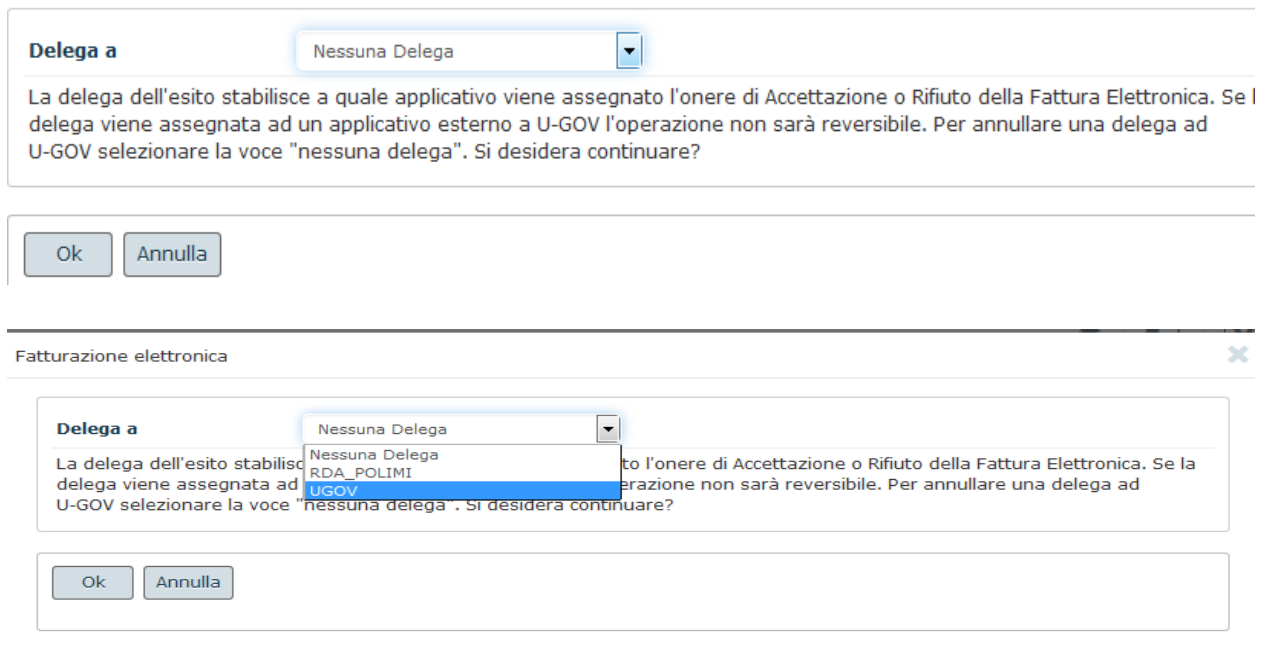 Delega a Nessuna Delega
La delega dell'esito stabilisce a quale applicativo viene assegnato l'onere di Accettazione o Rifiuto della Fattura Elettronica. Se
delega viene assegnata ad un applicativo esterno a U-GOV l'operazione non sarà reversibile. Per annullare una delega ad
U-GOV selezionare la voce "nessuna delega". Si desidera continuare?
Ok Annulla
Fatturazione elettronica
Delega a Nessuna Delega
Nessuna Delega
RDA_POLIMI
UGOV
La delega dell'esito to l'onere di Accettazione o Rifiuto della Fattura Elettronica. Se la
delega viene assegnata ad non sarà reversibile. Per annullare una delega ad
U-GOV selezionare la voce "nessuna delega". Si desidera continuare?
Ok Annulla